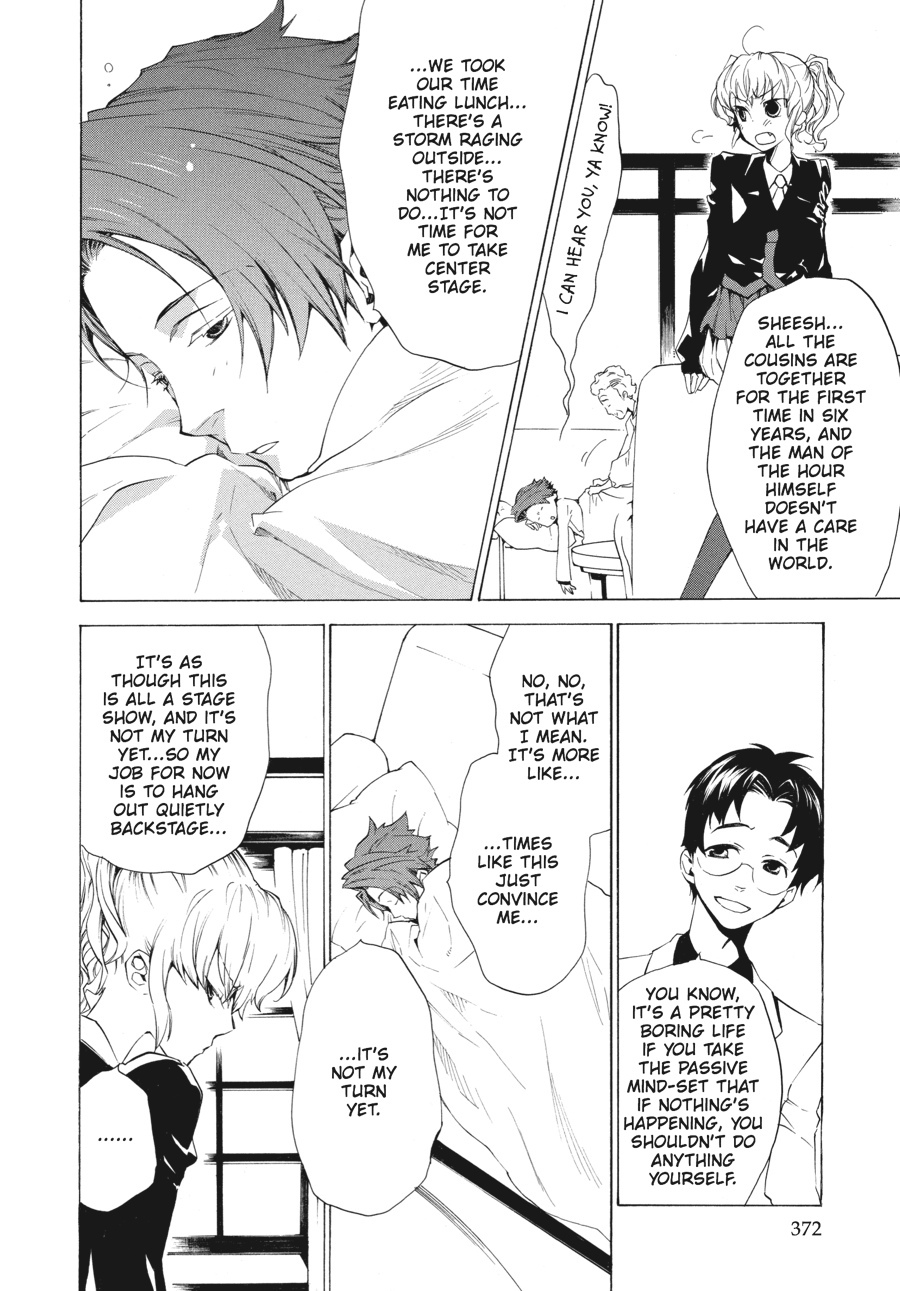 SHEESH...
ALL THE
COUSINS ARE
TOGETHER
FOR THE FIRST
TIME IN SIX
YEARS, AND
THE MAN OF
THE HOUR
HIMSELF
DOESN'T
HAVE A CARE
IN THE
WORLD.
I CAN HEAR YOU, YA KNOW!
...WE TOOK
OUR TIME
EATING LUNCH...
THERE'S A
STORM RAGING
OUTSIDE...
THERE'S
NOTHING TO
DO...IT'S NOT
TIME FOR
ME TO TAKE
CENTER
STAGE.
YOU KNOW,
IT'S A PRETTY
BORING LIFE
IF YOU TAKE
THE PASSIVE
MIND-SET THAT
IF NOTHING'S
HAPPENING, YOU
SHOULDN'T DO
ANYTHING
YOURSELF.
NO, NO,
THAT'S
NOT WHAT
I MEAN.
IT'S MORE
LIKE...
...TIMES
LIKE THIS
JUST
CONVINCE
ME...
...IT'S
NOT MY
TURN
YET.
IT'S AS
THOUGH THIS
IS ALL A STAGE
SHOW, AND IT'S
NOT MY TURN
YET...SO MY
JOB FOR NOW
IS TO HANG
OUT QUIETLY
BACKSTAGE...
......
372